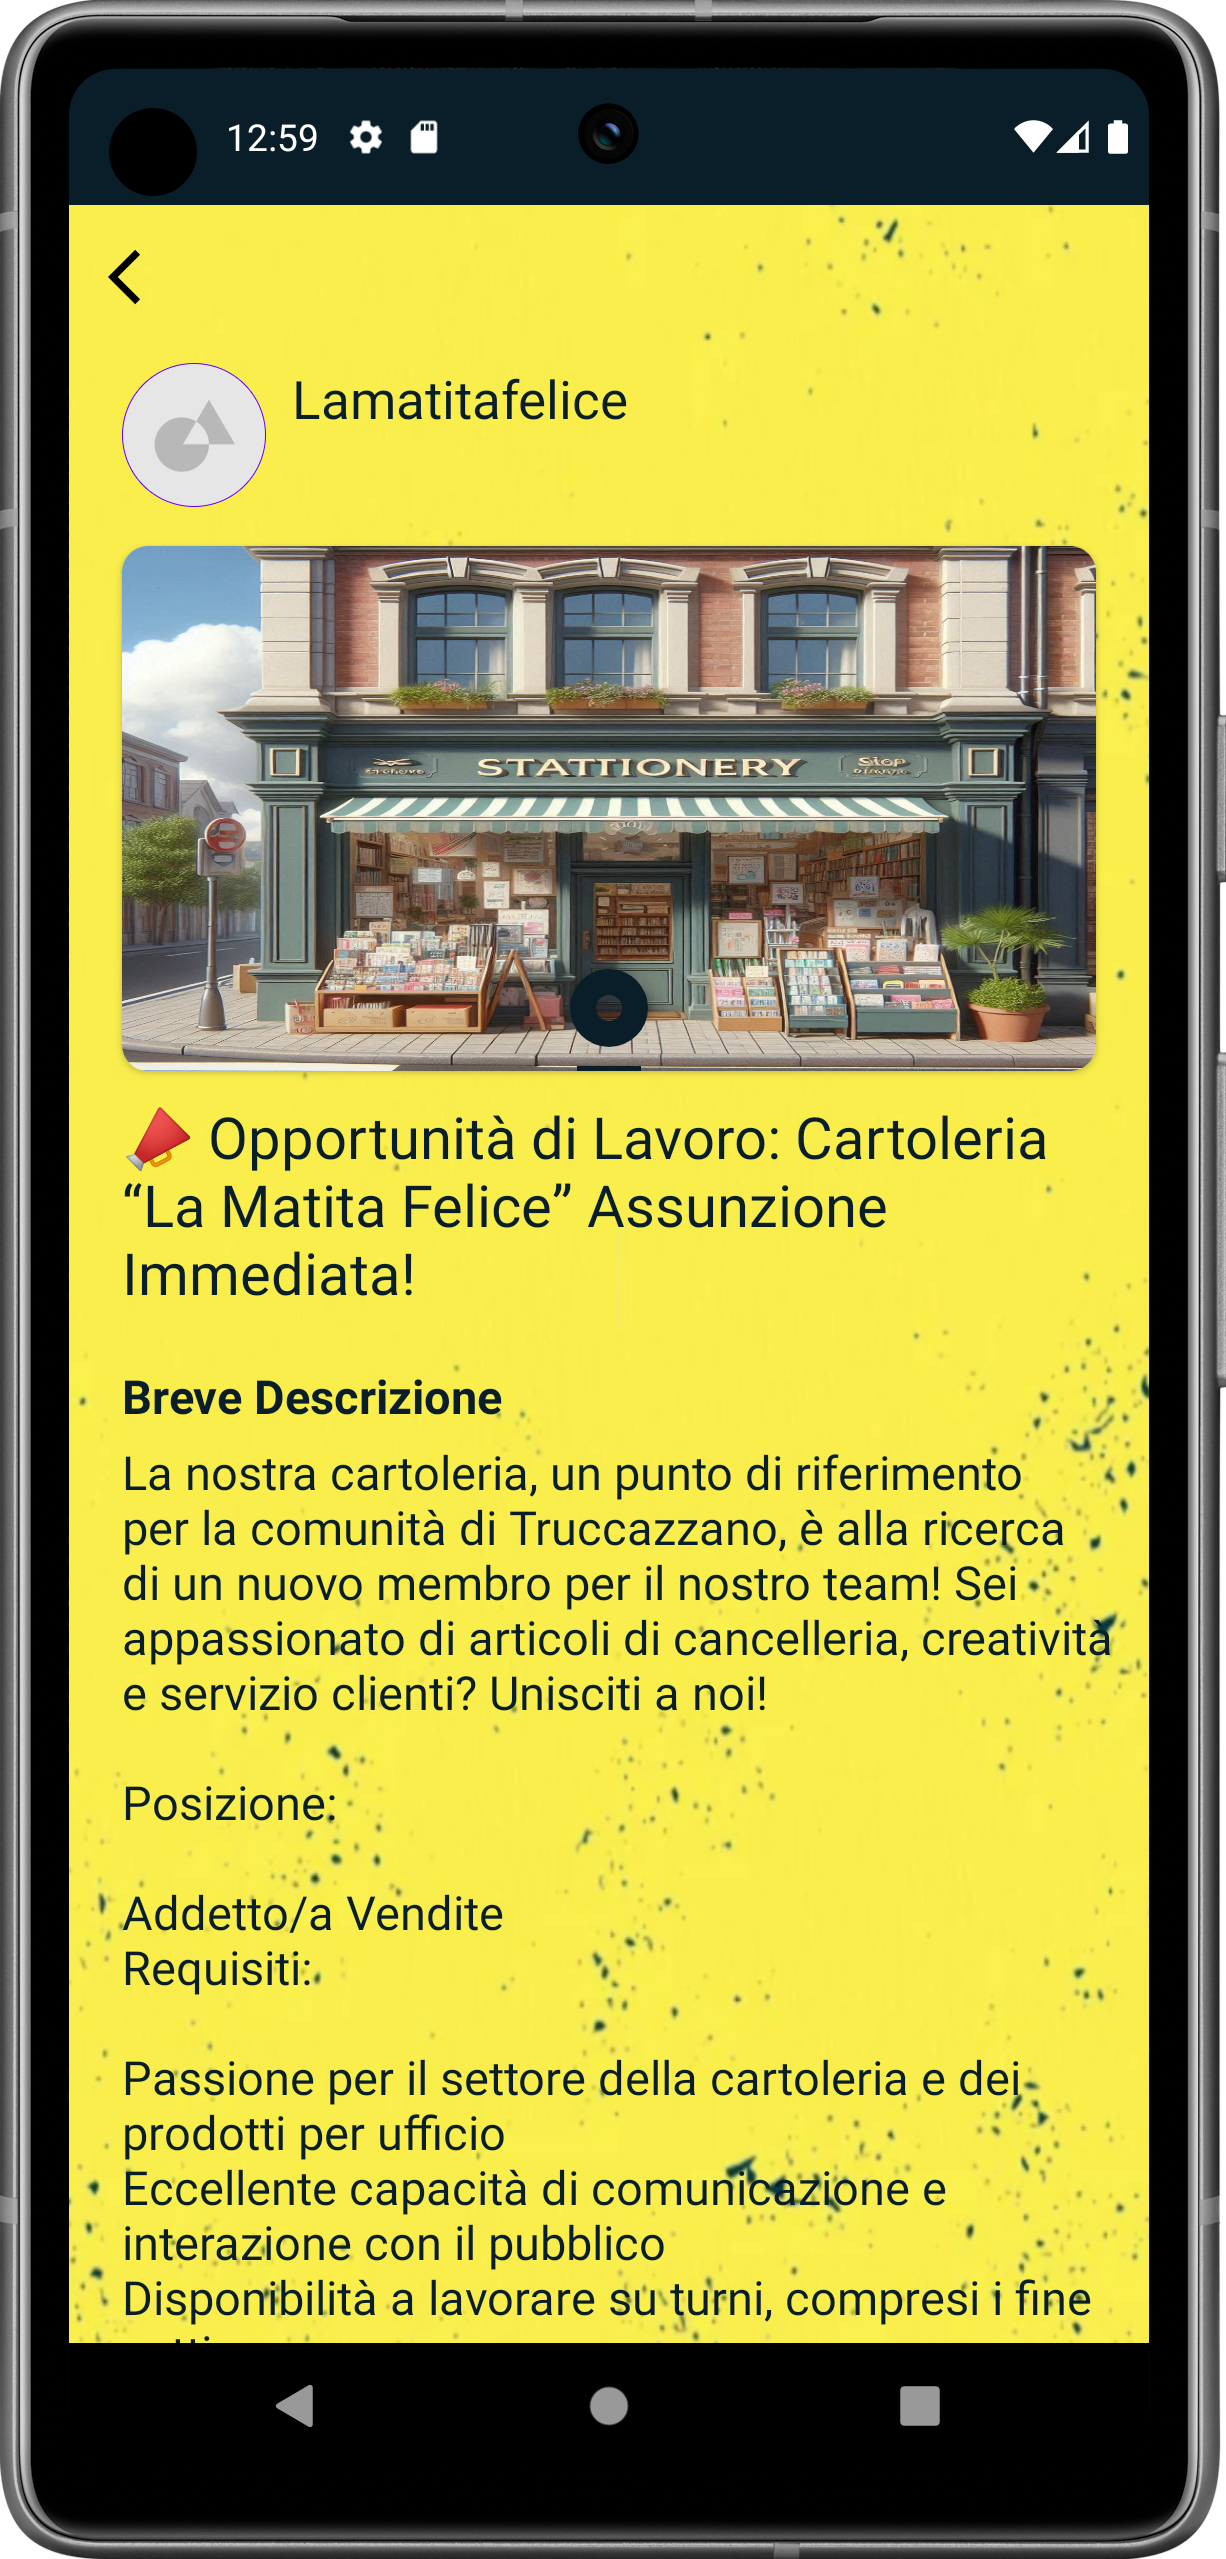 12:59
Lamatitafelice
STATTIONERY
📣 Opportunità di Lavoro: Cartoleria
“La Matita Felice” Assunzione
Immediata!
Breve Descrizione
La nostra cartoleria, un punto di riferimento
per la comunità di Truccazzano, è alla ricerca
di un nuovo membro per il nostro team! Sei
appassionato di articoli di cancelleria, creatività
e servizio clienti? Unisciti a noi!
Posizione:
Addetto/a Vendite
Requisiti:
Passione per il settore della cartoleria e dei
prodotti per ufficio
Eccellente capacità di comunicazione e
interazione con il pubblico
Disponibilità a lavorare su turni, compresi i fine